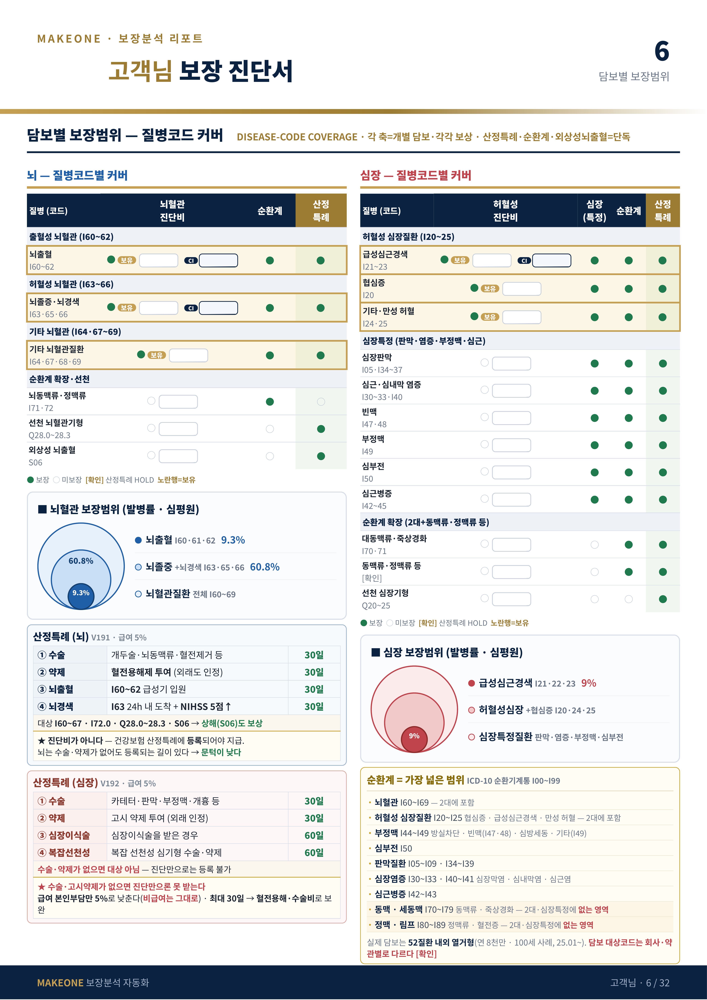 MAKEONE · 보장분석 리포트
고객님 보장 진단서
6
담보별 보장범위
담보별 보장범위 — 질병코드 커버 DISEASE-CODE COVERAGE · 각 축=개별 담보·각각 보상 · 산정특례·순환계·외상성뇌출혈=단독
뇌 — 질병코드별 커버
질병 (코드) 뇌혈관 진단비 순환계 산정 특례
출혈성 뇌혈관 (I60~62)
뇌출혈 보유 CI
I60~62
허혈성 뇌혈관 (I63~66)
뇌졸증·뇌경색 보유 CI
I63·65·66
기타 뇌혈관 (I64·67~69)
기타 뇌혈관질환 보유
I64·67·68·69
순환계 확장·선천
뇌동맥류·정맥류
I71·72
선천 뇌혈관기형
Q28.0~28.3
외상성 뇌출혈
S06
보장 미보장 [확인] 산정특례 HOLD 노란행=보유
■ 뇌혈관 보장범위 (발병률 · 심평원)
60.8%
9.3%
뇌출혈 I60·61·62 9.3%
뇌졸중 +뇌경색 I63·65·66 60.8%
뇌혈관질환 전체 I60~69
산정특례 (뇌) V191 · 급여 5%
① 수술 개두술·뇌동맥류·혈전제거 등 30일
② 약제 혈전용해제 투여 (외래도 인정) 30일
③ 뇌출혈 I60~62 급성기 입원 30일
④ 뇌경색 I63 24h 내 도착 + NIHSS 5점↑ 30일
대상 I60~67 · I72.0 · Q28.0~28.3 · S06 → 상해(S06)도 보상
★ 진단비가 아니다 — 건강보험 산정특례에 등록되어야 지급.
뇌는 수술·약제가 없어도 등록되는 길이 있다 → 문턱이 낮다
산정특례 (심장) V192 · 급여 5%
① 수술 카테터·판막·부정맥·개흉 등 30일
② 약제 고시 약제 투여 (외래 인정) 30일
③ 심장이식술 심장이식술을 받은 경우 60일
④ 복잡선천성 복잡 선천성 심기형 수술·약제 60일
수술·약제가 없으면 대상 아님 — 진단만으로는 등록 불가
★ 수술·고시약제가 없으면 진단만으론 못 받는다
급여 본인부담만 5%로 낮춘다(비급여는 그대로) · 최대 30일 → 혈전용해·수술비로 보
완
심장 — 질병코드별 커버
질병 (코드) 허혈성 진단비 심장 (특정) 순환계 산정 특례
허혈성 심장질환 (I20~25)
급성심근경색 보유 CI
I21~23
협심증 보유
I20
기타·만성 허혈 보유
I24·25
심장특정 (판막·염증·부정맥·심근)
심장판막
I05·I34~37
심근·심내막 염증
I30~33·I40
빈맥
I47·48
부정맥
I49
심부전
I50
심근병증
I42~45
순환계 확장 (2대+동맥류·정맥류 등)
대동맥류·죽상경화
I70·71
동맥류·정맥류 등
[확인]
선천 심장기형
Q20~25
보장 미보장 [확인] 산정특례 HOLD 노란행=보유
■ 심장 보장범위 (발병률 · 심평원)
9%
급성심근경색 I21·22·23 9%
허혈성심장 +협심증 I20·24·25
심장특정질환 판막·염증·부정맥·심부전
순환계 = 가장 넓은 범위 ICD-10 순환기계통 I00~I99
· 뇌혈관 I60~I69 — 2대에 포함
· 허혈성 심장질환 I20~I25 협심증 · 급성심근경색 · 만성 허혈 — 2대에 포함
· 부정맥 I44~I49 방실차단 · 빈맥(I47·48) · 심방세동 · 기타(I49)
· 심부전 I50
· 판막질환 I05~I09 · I34~I39
· 심장염증 I30~I33 · I40~I41 심장막염 · 심내막염 · 심근염
· 심근병증 I42~I43
· 동맥 · 세동맥 I70~I79 동맥류 · 죽상경화 — 2대·심장특정에 없는 영역
· 정맥 · 림프 I80~I89 정맥류 · 혈전증 — 2대·심장특정에 없는 영역
실제 담보는 52질환 내외 열거형(연 8천만 · 100세 사례, 25.01~). 담보 대상코드는 회사·약
관별로 다르다 [확인]
MAKEONE 보장분석 자동화
고객님 · 6 / 32